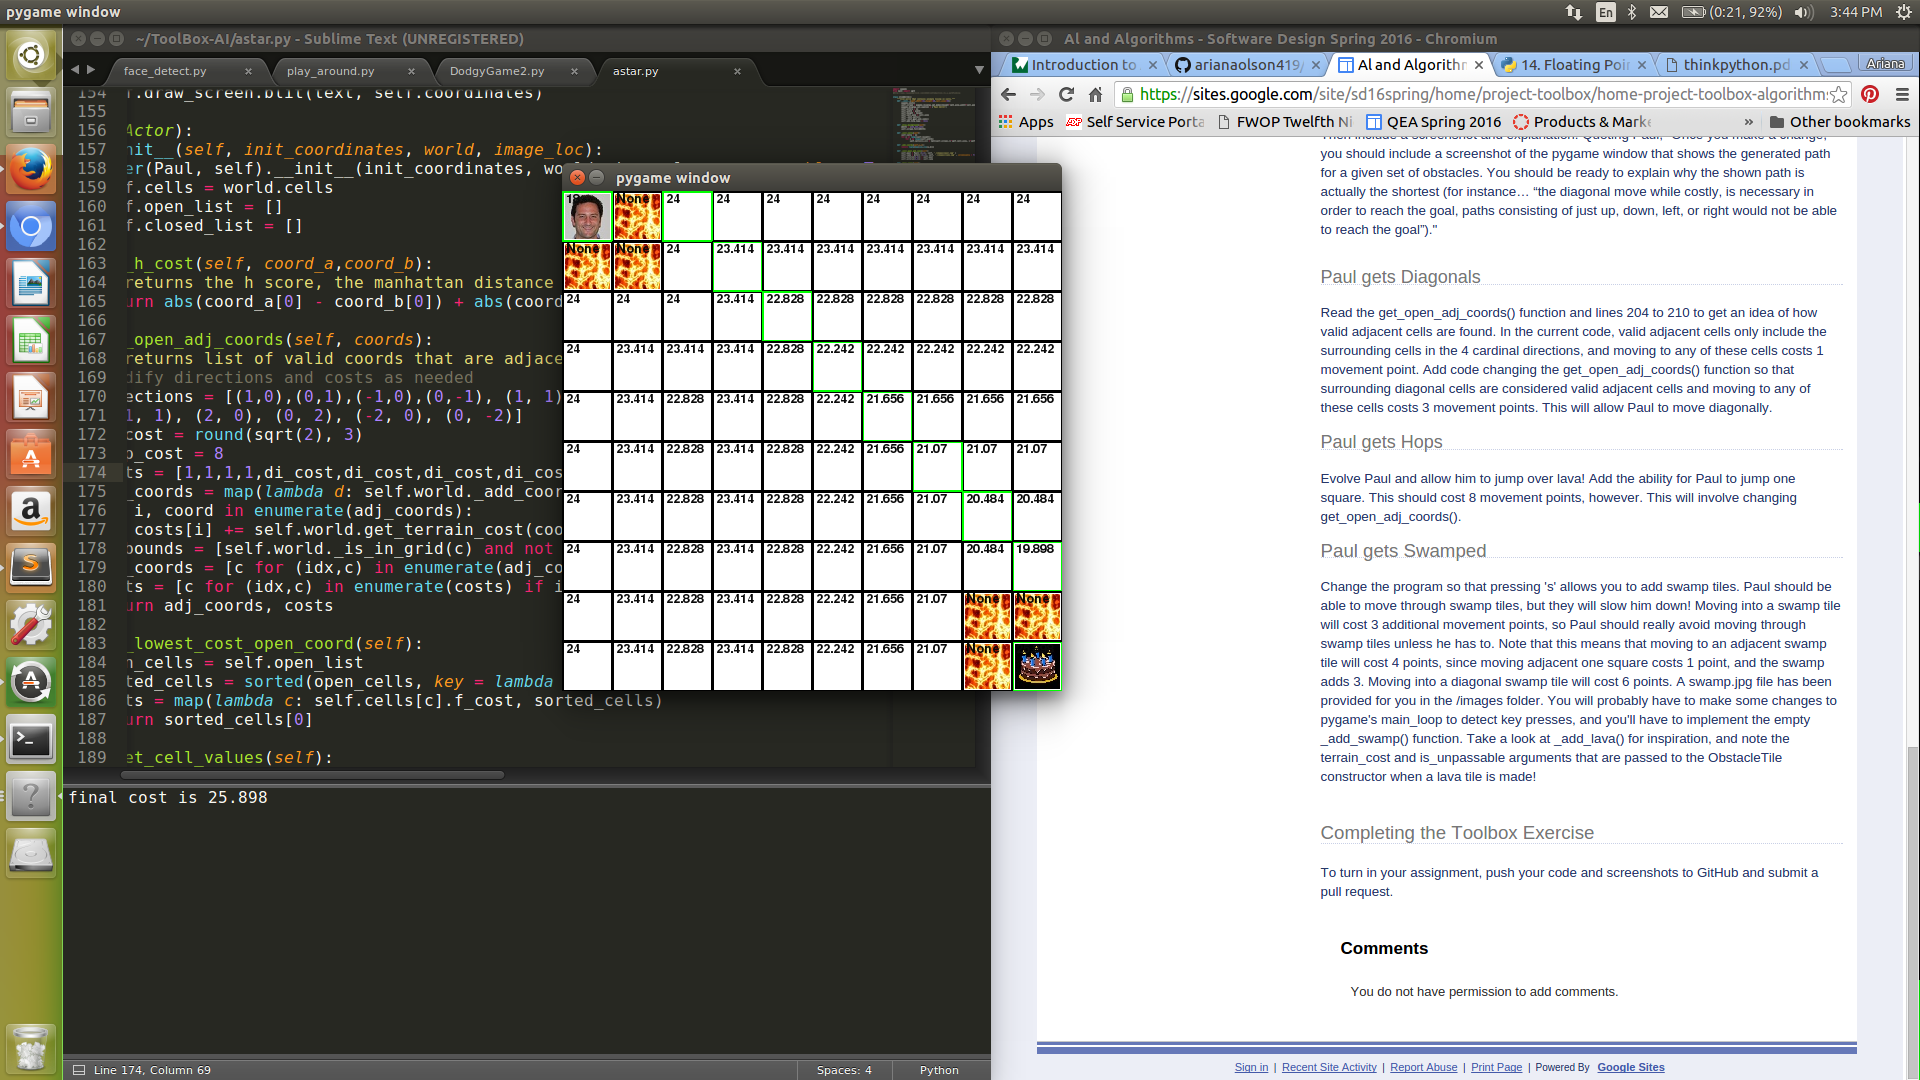 pygame window
En
(0:21, 92%)
3:44 PM
~/ToolBox-AI/astar.py - Sublime Text (UNREGISTERED)
face_detect.py
play_around.py
DodgyGame2.py
astar.py
154 f.draw_screen.blit(text, self.coordinates)
155
156 Actor):
157 nit__(self, init_coordinates, world, image_loc):
158 er(Paul, self).__init__(init_coordinates, wo
159 f.cells = world.cells
160 f.open_list = []
161 f.closed_list = []
162
163 _h_cost(self, coord_a,coord_b):
164 returns the h score, the manhattan distance
165 urn abs(coord_a[0] - coord_b[0]) + abs(coord
166
167 _open_adj_coords(self, coords):
168 returns list of valid coords that are adjace
169 dify directions and costs as needed
170 ections = [(1,0),(0,1),(-1,0),(0,-1), (1, 1)
171 1, 1), (2, 0), (0, 2), (-2, 0), (0, -2)]
172 cost = round(sqrt(2), 3)
173 p_cost = 8
174 ts = [1,1,1,1,di_cost,di_cost,di_cost,di_cos
175 _coords = map(lambda d: self.world._add_coor
176 i, coord in enumerate(adj_coords):
177 costs[i] += self.world.get_terrain_cost(coo
178 bounds = [self.world._is_in_grid(c) and not
179 _coords = [c for (idx,c) in enumerate(adj_co
180 ts = [c for (idx,c) in enumerate(costs) if i
181 urn adj_coords, costs
182
183 _lowest_cost_open_coord(self):
184 n_cells = self.open_list
185 ted_cells = sorted(open_cells, key = lambda
186 ts = map(lambda c: self.cells[c].f_cost, sorted_cells)
187 urn sorted_cells[0]
188
189 et_cell_values(self):
final cost is 25.898
Line 174, Column 69
Spaces: 4
Python
pygame window
None 24 24 24 24 24 24 24 24
None None 24 23.414 23.414 23.414 23.414 23.414 23.414 23.414
24 24 24 23.414 22.828 22.828 22.828 22.828 22.828 22.828
24 23.414 23.414 23.414 22.828 22.242 22.242 22.242 22.242 22.242
24 23.414 22.828 23.414 22.828 22.242 21.656 21.656 21.656 21.656
24 23.414 22.828 23.414 22.828 22.242 21.656 21.07 21.07 21.07
24 23.414 22.828 23.414 22.828 22.242 21.656 21.07 20.484 20.484
24 23.414 22.828 23.414 22.828 22.242 21.656 21.07 20.484 19.898
24 23.414 22.828 23.414 22.828 22.242 21.656 21.07 None None
24 23.414 22.828 23.414 22.828 22.242 21.656 21.07 None
AI and Algorithms - Software Design Spring 2016 - Chromium
Introduction to
arianaolson419/
AI and Algorithm
14. Floating Poi
thinkpython.pd
Ariana
https://sites.google.com/site/sd16spring/home/project-toolbox/home-project-toolbox-algorithm
Apps
Self Service Porta
FWOP Twelfth Ni
QEA Spring 2016
Products & Mark
»
Other bookmarks
Then include a screenshot and explanation. Quoting Paul, "Once you make a change,
you should include a screenshot of the pygame window that shows the generated path
for a given set of obstacles. You should be ready to explain why the shown path is
actually the shortest (for instance… “the diagonal move while costly, is necessary in
order to reach the goal, paths consisting of just up, down, left, or right would not be able
to reach the goal”)."
Paul gets Diagonals
Read the get_open_adj_coords() function and lines 204 to 210 to get an idea of how
valid adjacent cells are found. In the current code, valid adjacent cells only include the
surrounding cells in the 4 cardinal directions, and moving to any of these cells costs 1
movement point. Add code changing the get_open_adj_coords() function so that
surrounding diagonal cells are considered valid adjacent cells and moving to any of
these cells costs 3 movement points. This will allow Paul to move diagonally.
Paul gets Hops
Evolve Paul and allow him to jump over lava! Add the ability for Paul to jump one
square. This should cost 8 movement points, however. This will involve changing
get_open_adj_coords().
Paul gets Swamped
Change the program so that pressing 's' allows you to add swamp tiles. Paul should be
able to move through swamp tiles, but they will slow him down! Moving into a swamp tile
will cost 3 additional movement points, so Paul should really avoid moving through
swamp tiles unless he has to. Note that this means that moving to an adjacent swamp
tile will cost 4 points, since moving adjacent one square costs 1 point, and the swamp
adds 3. Moving into a diagonal swamp tile will cost 6 points. A swamp.jpg file has been
provided for you in the /images folder. You will probably have to make some changes to
pygame's main_loop to detect key presses, and you'll have to implement the empty
_add_swamp() function. Take a look at _add_lava() for inspiration, and note the
terrain_cost and is_unpassable arguments that are passed to the ObstacleTile
constructor when a lava tile is made!
Completing the Toolbox Exercise
To turn in your assignment, push your code and screenshots to GitHub and submit a
pull request.
Comments
You do not have permission to add comments.
Sign in | Recent Site Activity | Report Abuse | Print Page | Powered By Google Sites